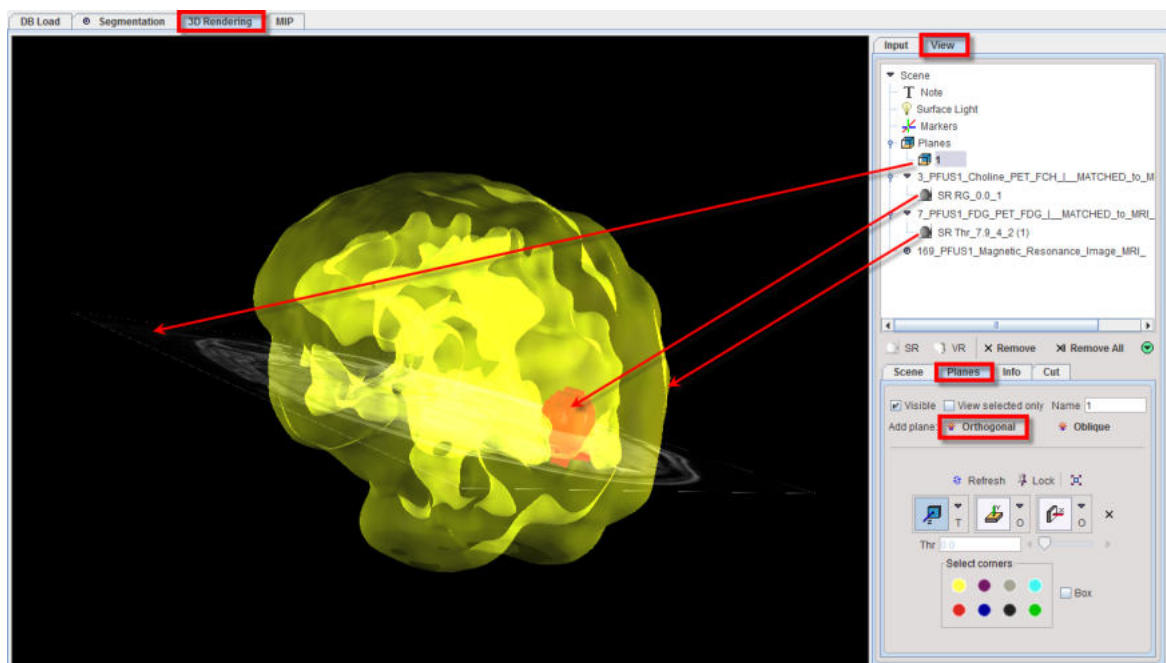 DB Load Segmentation 3D Rendering MIP
Input View
Scene
T Note
Surface Light
Markers
Planes
1
3_PFUS1_Choline_PET_FCH_|__MATCHED_to_M
SR RG_0.0_1
7_PFUS1_FDG_PET_FDG_|__MATCHED_to_MRI_
SR Thr_7.9_4_2 (1)
169_PFUS1_Magnetic_Resonance_Image_MRI_
SR VR Remove Remove All
Scene Planes Info Cut
Visible View selected only Name 1
Add plane: Orthogonal Oblique
Refresh Lock
Z Y X
T O O
Thr 0.0
Select corners
Box